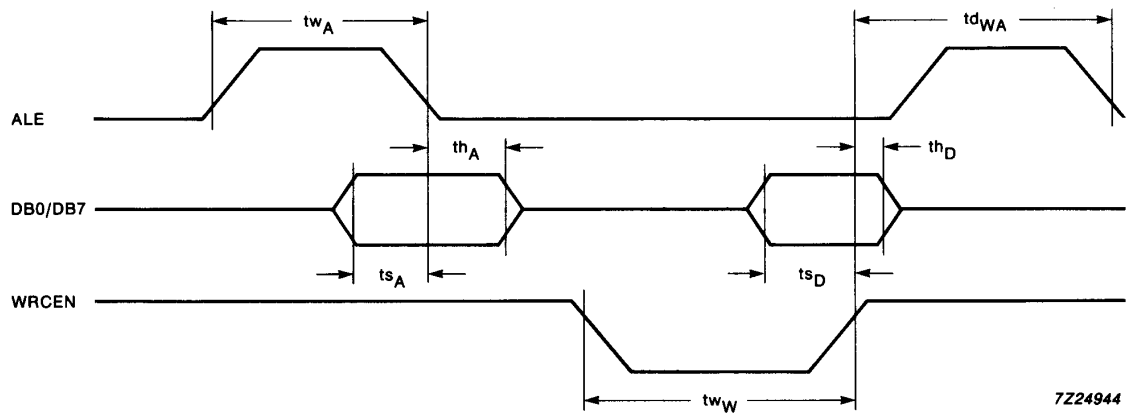 twA
tdWA
ALE
thA
thD
DB0/DB7
tsA
tsD
WRCEN
twW
7Z24944